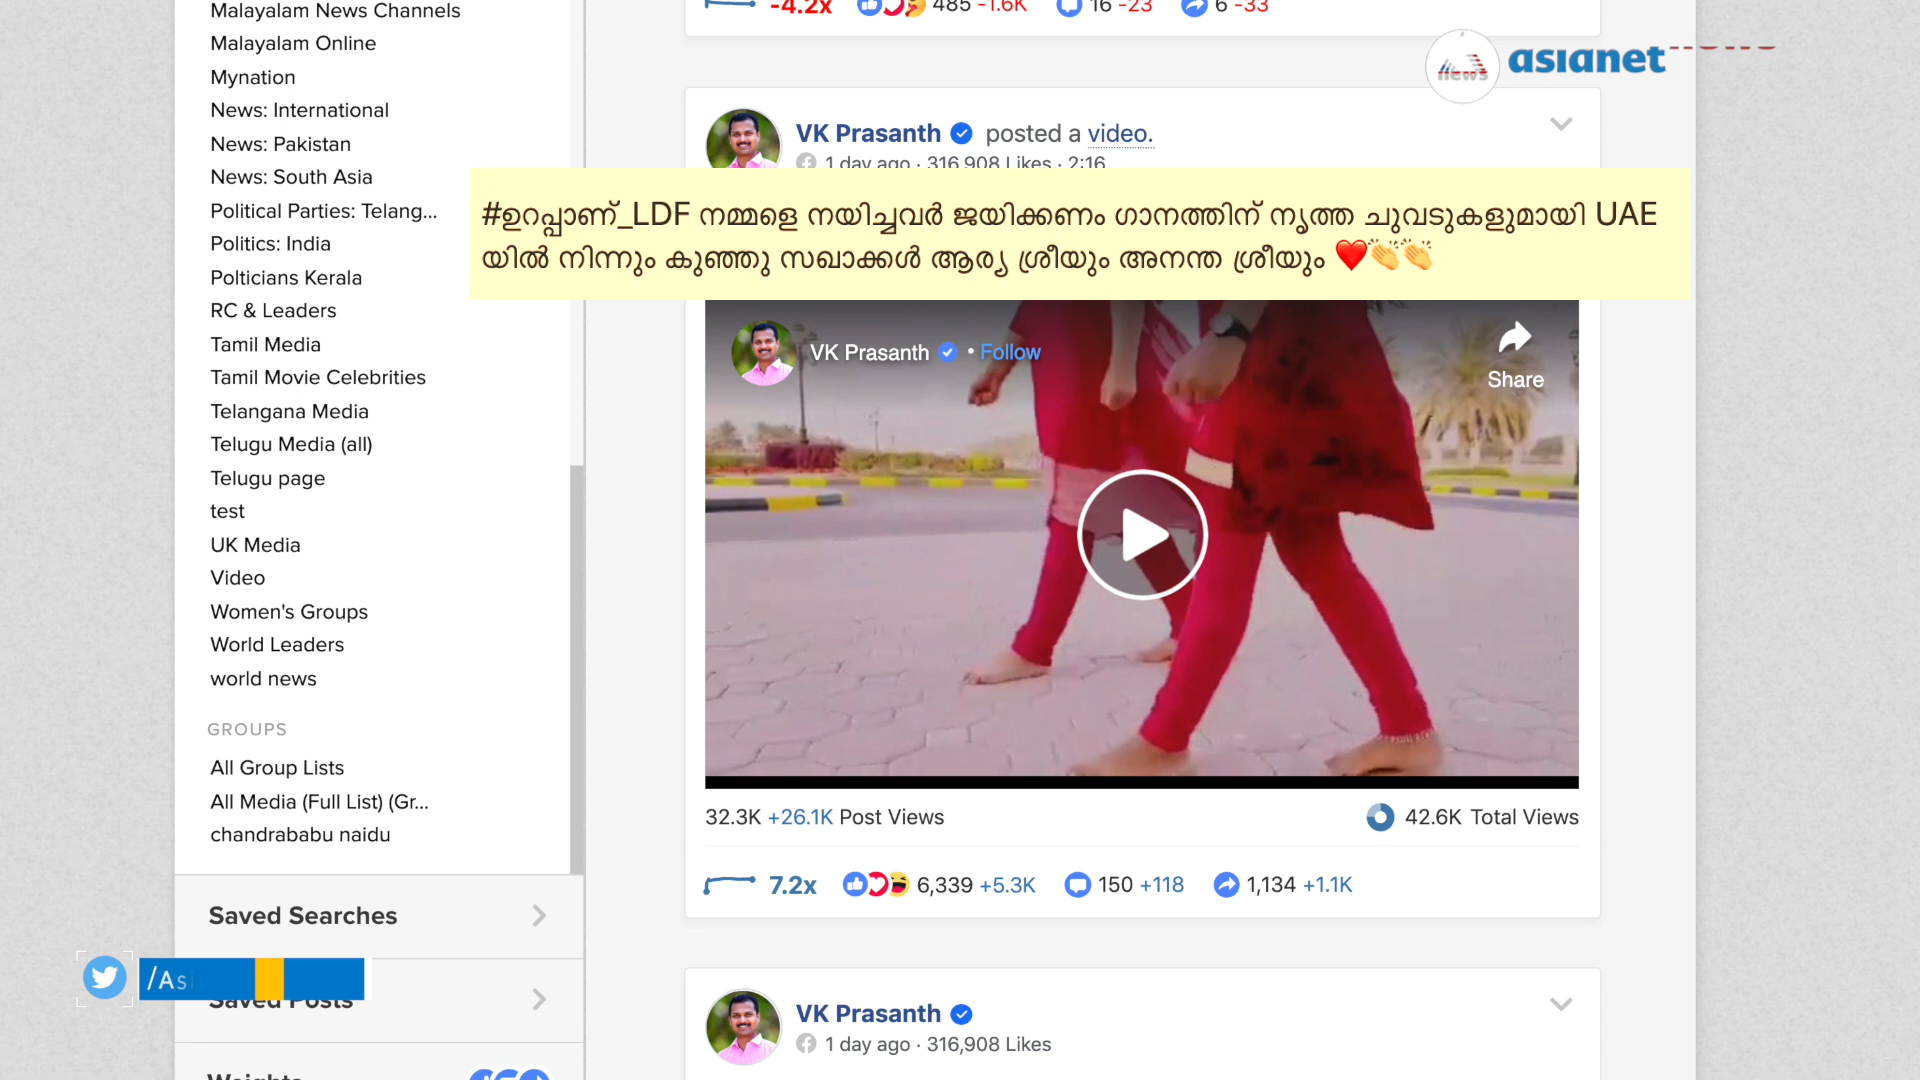 Malayalam News Channels
Malayalam Online
Mynation
News: International
News: Pakistan
News: South Asia
Political Parties: Telang...
Politics: India
Polticians Kerala
RC & Leaders
Tamil Media
Tamil Movie Celebrities
Telangana Media
Telugu Media (all)
Telugu page
test
UK Media
Video
Women's Groups
World Leaders
world news
GROUPS
All Group Lists
All Media (Full List) (Gr...
chandrababu naidu
Saved Searches
Saved Posts
/As
-4.2x 485 -1.6K 16 -23 6 -33
news asianet
VK Prasanth posted a video.
1 day ago · 316,908 Likes · 2:16
#ഉറപ്പാണ്_LDF നമ്മളെ നയിച്ചവർ ജയിക്കണം ഗാനത്തിന് നൃത്ത ചുവടുകളുമായി UAE
യിൽ നിന്നും കുഞ്ഞു സഖാക്കൾ ആര്യ ശ്രീയും അനന്ത ശ്രീയും ❤️👏👏
VK Prasanth • Follow
Share
32.3K +26.1K Post Views
42.6K Total Views
7.2x 6,339 +5.3K 150 +118 1,134 +1.1K
VK Prasanth
1 day ago · 316,908 Likes